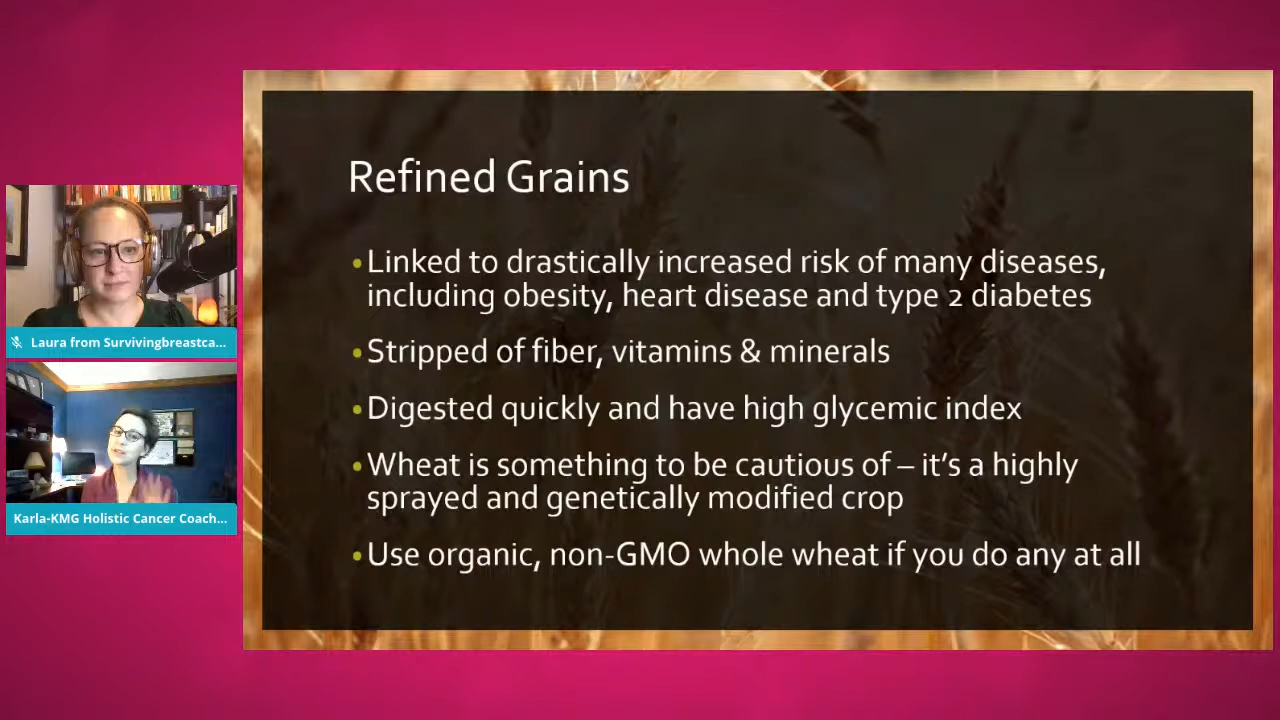 Refined Grains
•Linked to drastically increased risk of many diseases,
including obesity, heart disease and type 2 diabetes
•Stripped of fiber, vitamins & minerals
•Digested quickly and have high glycemic index
•Wheat is something to be cautious of – it's a highly
sprayed and genetically modified crop
•Use organic, non-GMO whole wheat if you do any at all
Laura from Survivingbreastca...
Karla-KMG Holistic Cancer Coach...